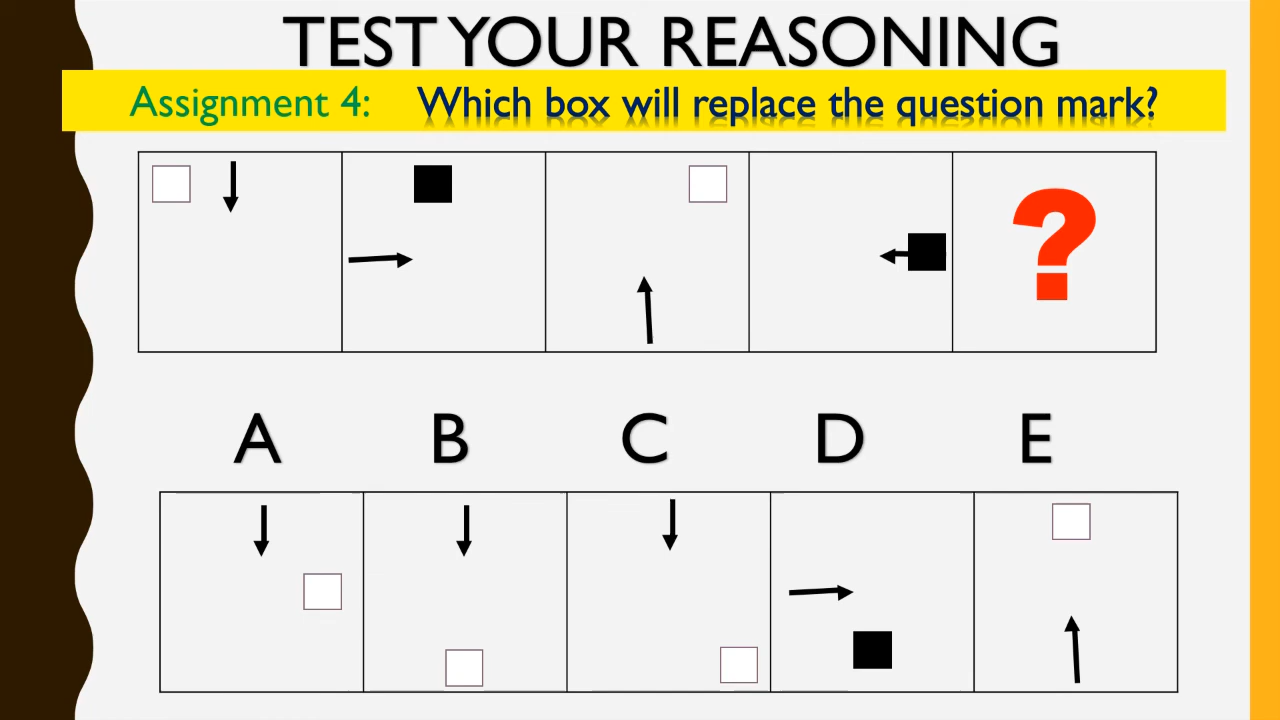 TEST YOUR REASONING
Assignment 4: Which box will replace the question mark?
?
A B C D E